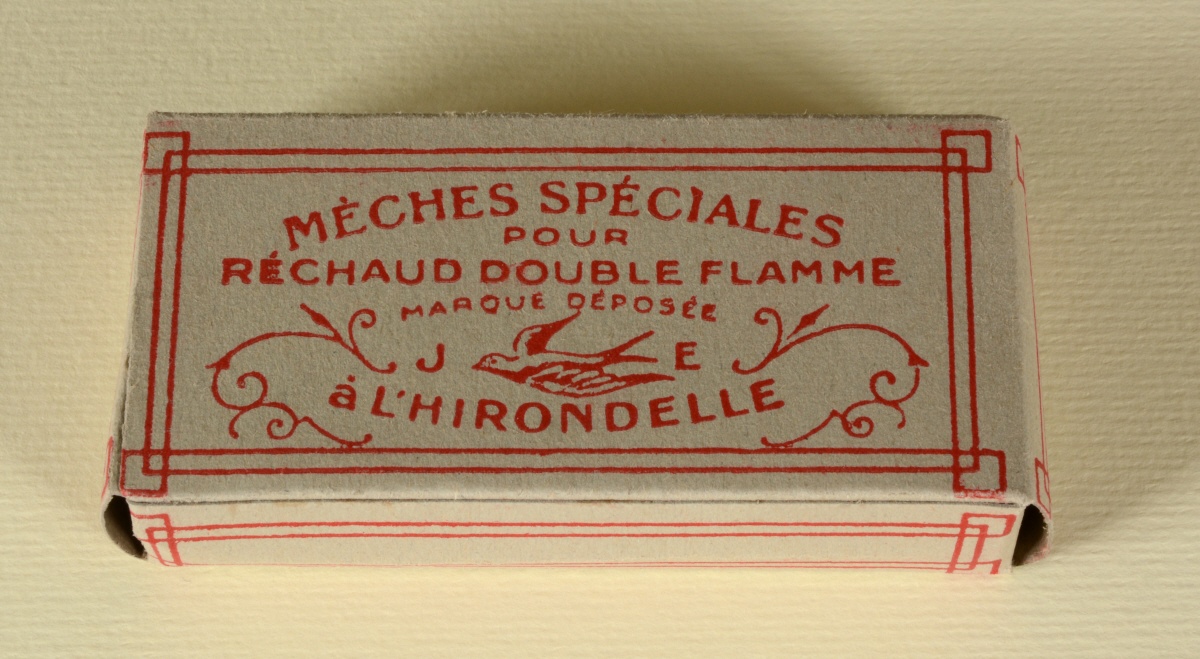 MÈCHES SPÉCIALES
POUR
RÉCHAUD DOUBLE FLAMME
MARQUE DÉPOSÉE
J E
à L'HIRONDELLE